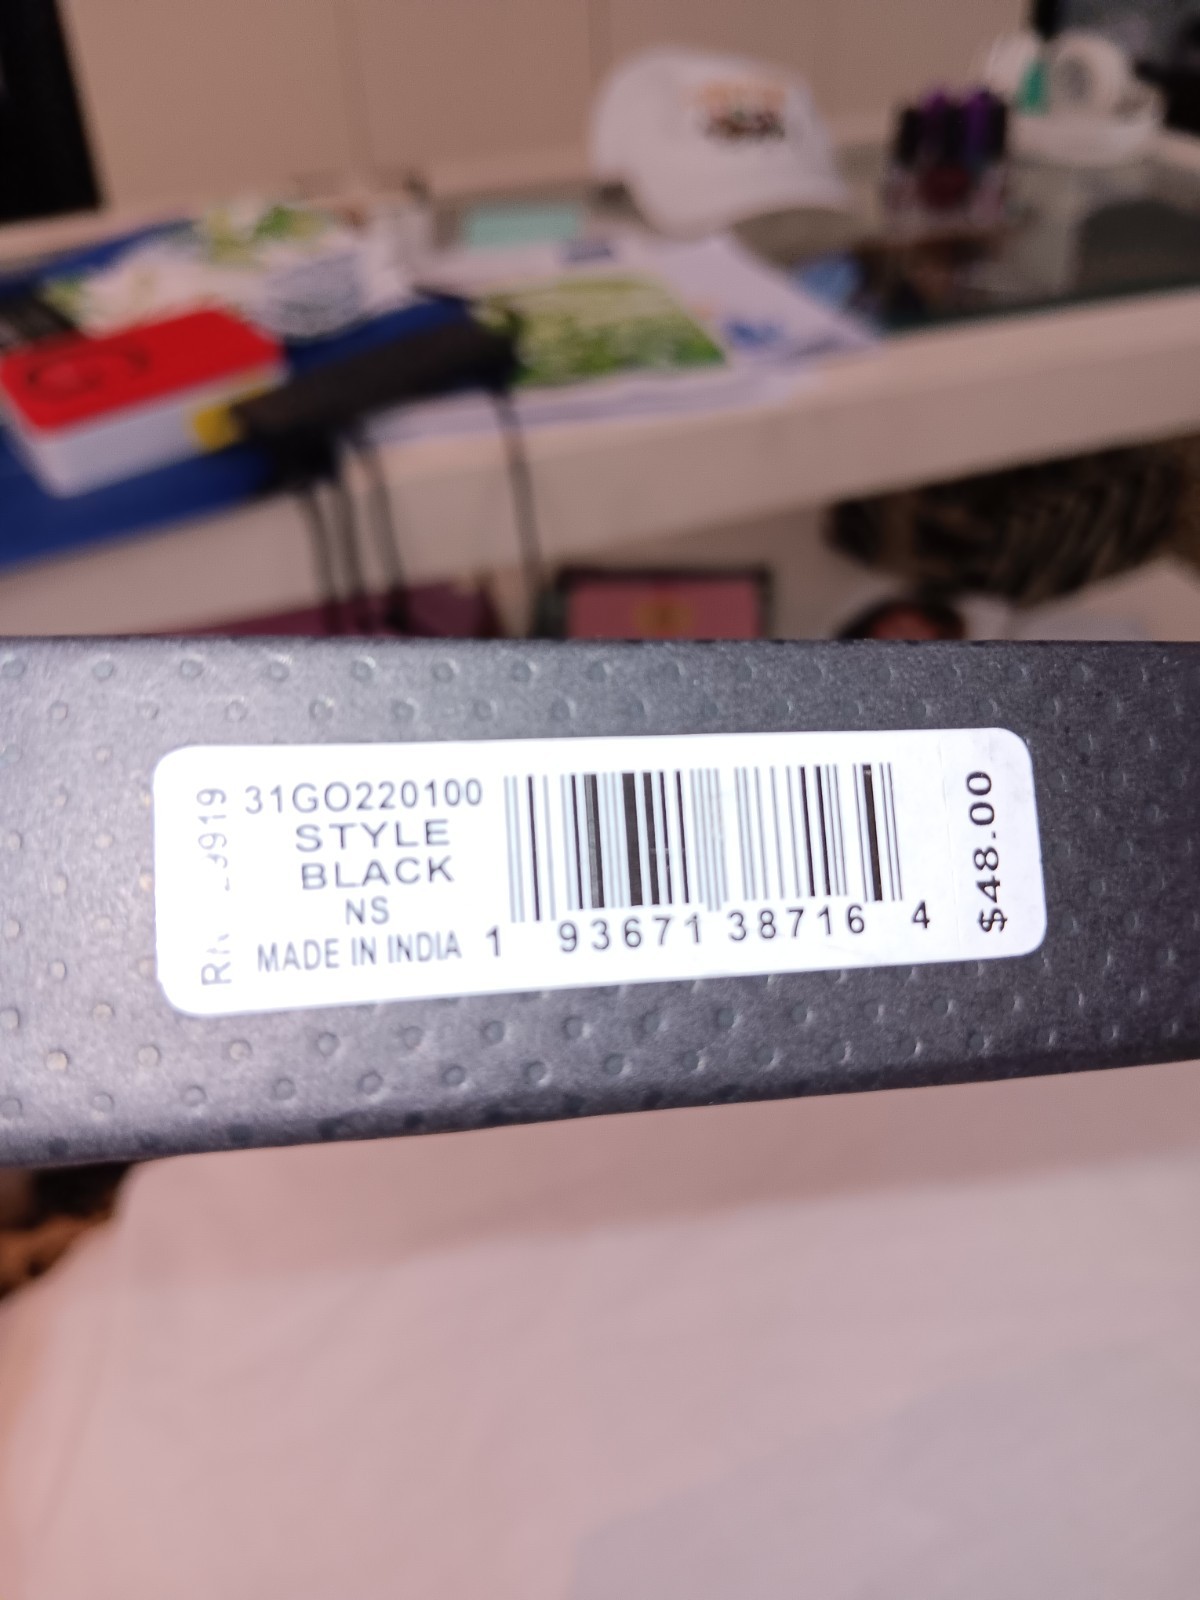 31GO220100
STYLE
BLACK
NS
MADE IN INDIA
1 93671 38716 4
$48.00